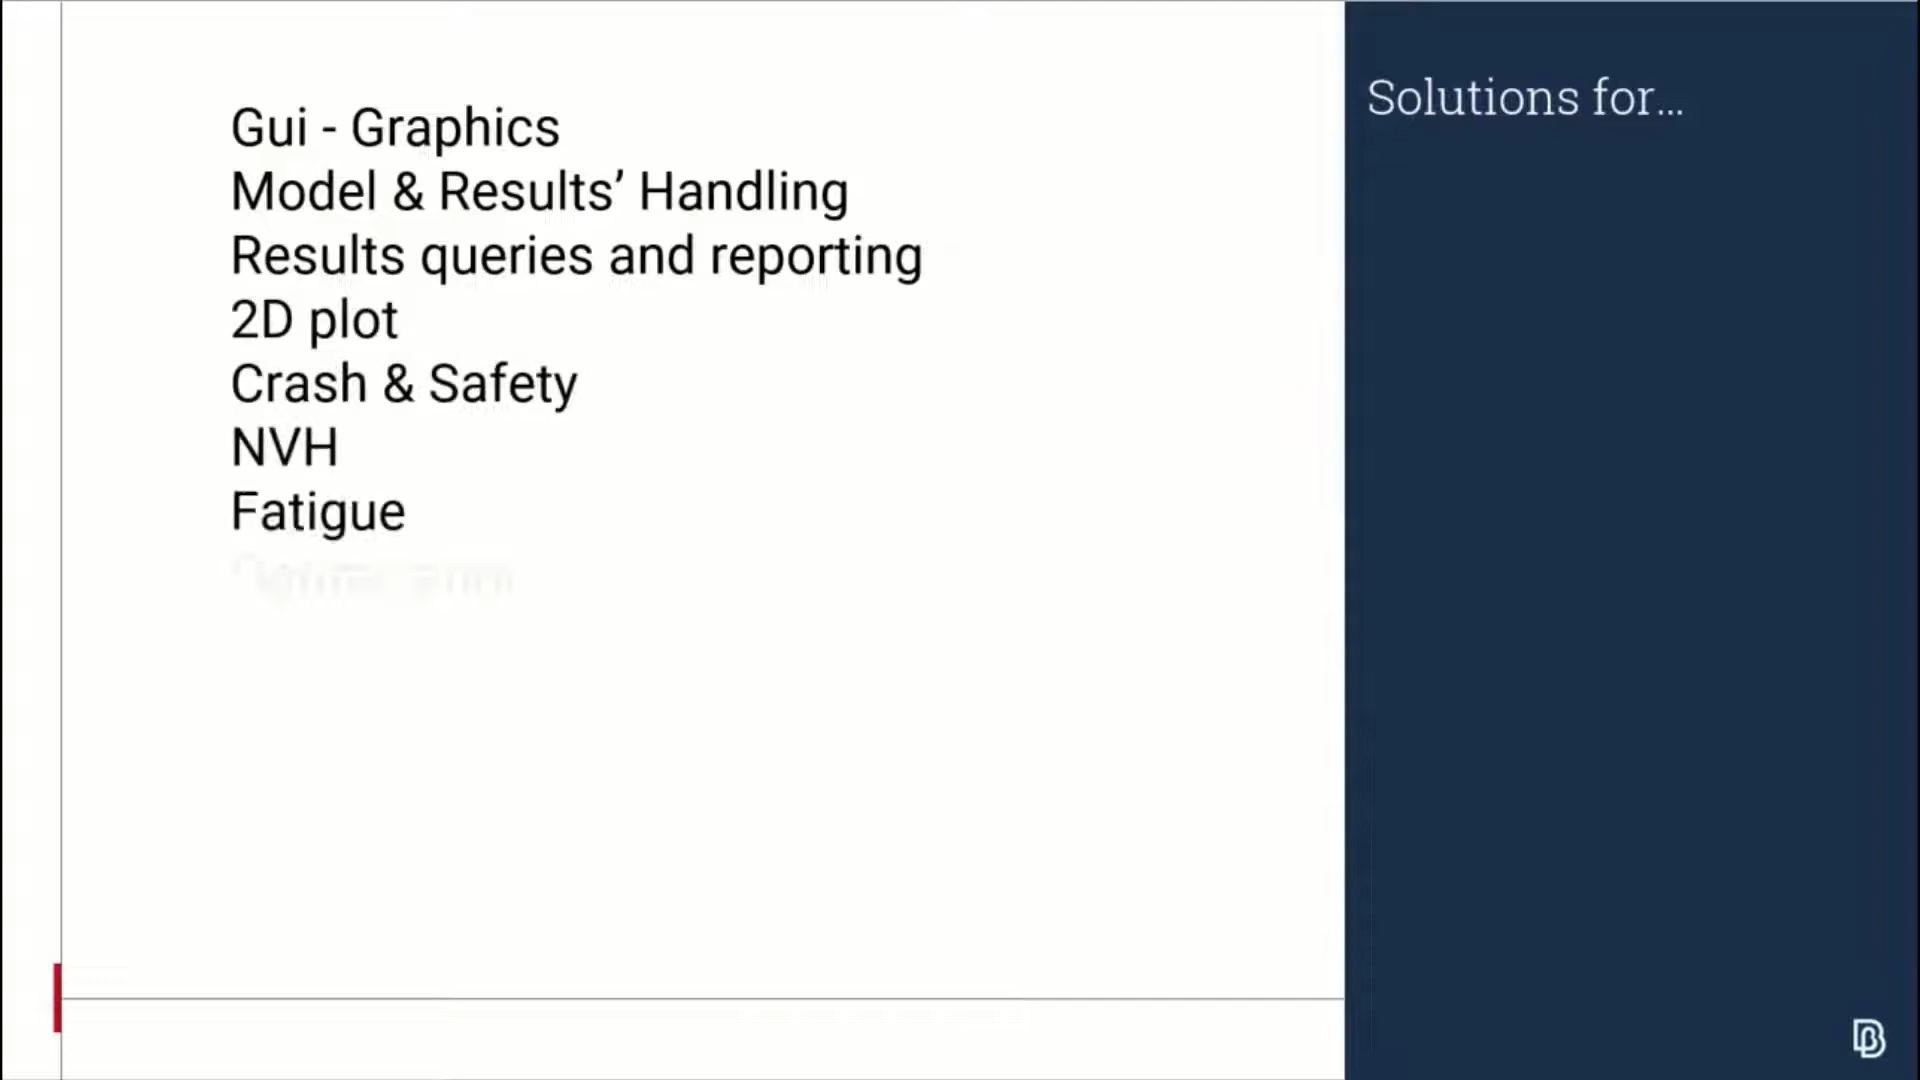 Gui - Graphics
Model & Results’ Handling
Results queries and reporting
2D plot
Crash & Safety
NVH
Fatigue
Solutions for...